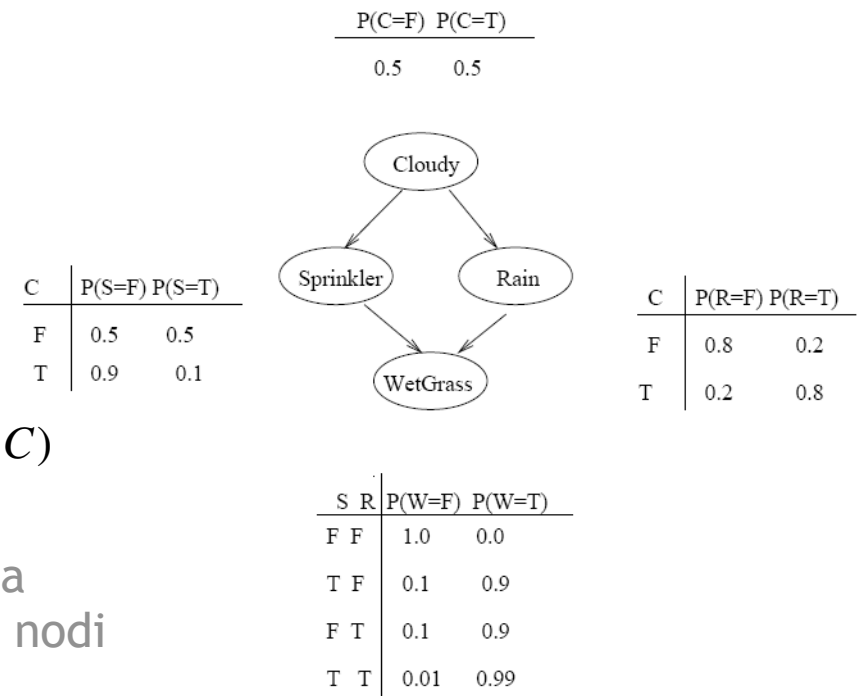 P(C=F) P(C=T)
0.5 0.5
Cloudy
Sprinkler
Rain
WetGrass
C P(S=F) P(S=T)
F 0.5 0.5
T 0.9 0.1
C P(R=F) P(R=T)
F 0.8 0.2
T 0.2 0.8
C)
a
nodi
S R P(W=F) P(W=T)
F F 1.0 0.0
T F 0.1 0.9
F T 0.1 0.9
T T 0.01 0.99